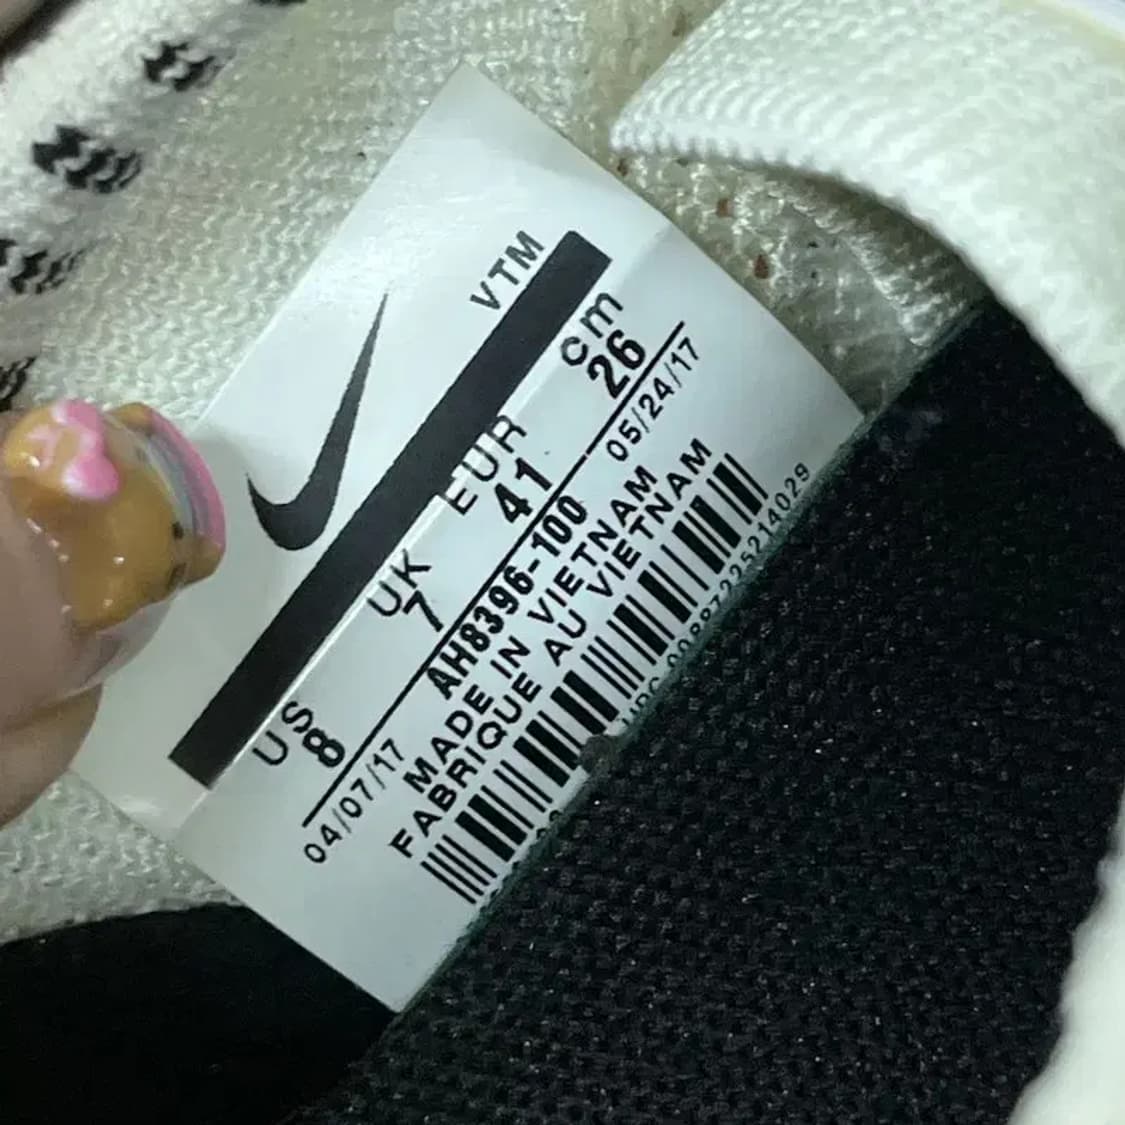 VTM
US UK EUR cm
8 7 41 26
AH8396-100
04/07/17 05/24/17
MADE IN VIETNAM
FABRIQUE AU VIETNAM